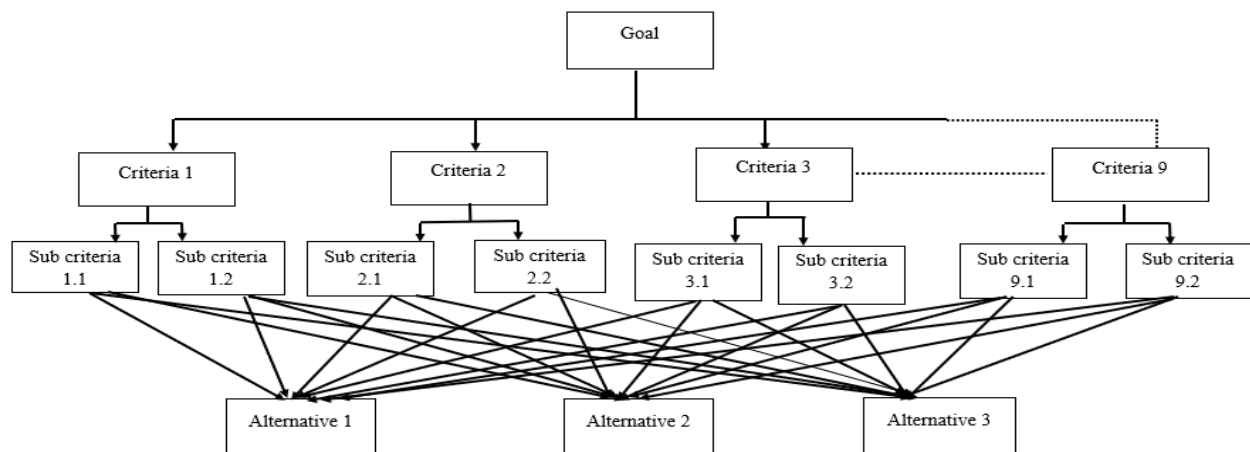 Goal
Criteria 1
Criteria 2
Criteria 3
Criteria 9
Sub criteria
1.1
Sub criteria
1.2
Sub criteria
2.1
Sub criteria
2.2
Sub criteria
3.1
Sub criteria
3.2
Sub criteria
9.1
Sub criteria
9.2
Alternative 1
Alternative 2
Alternative 3